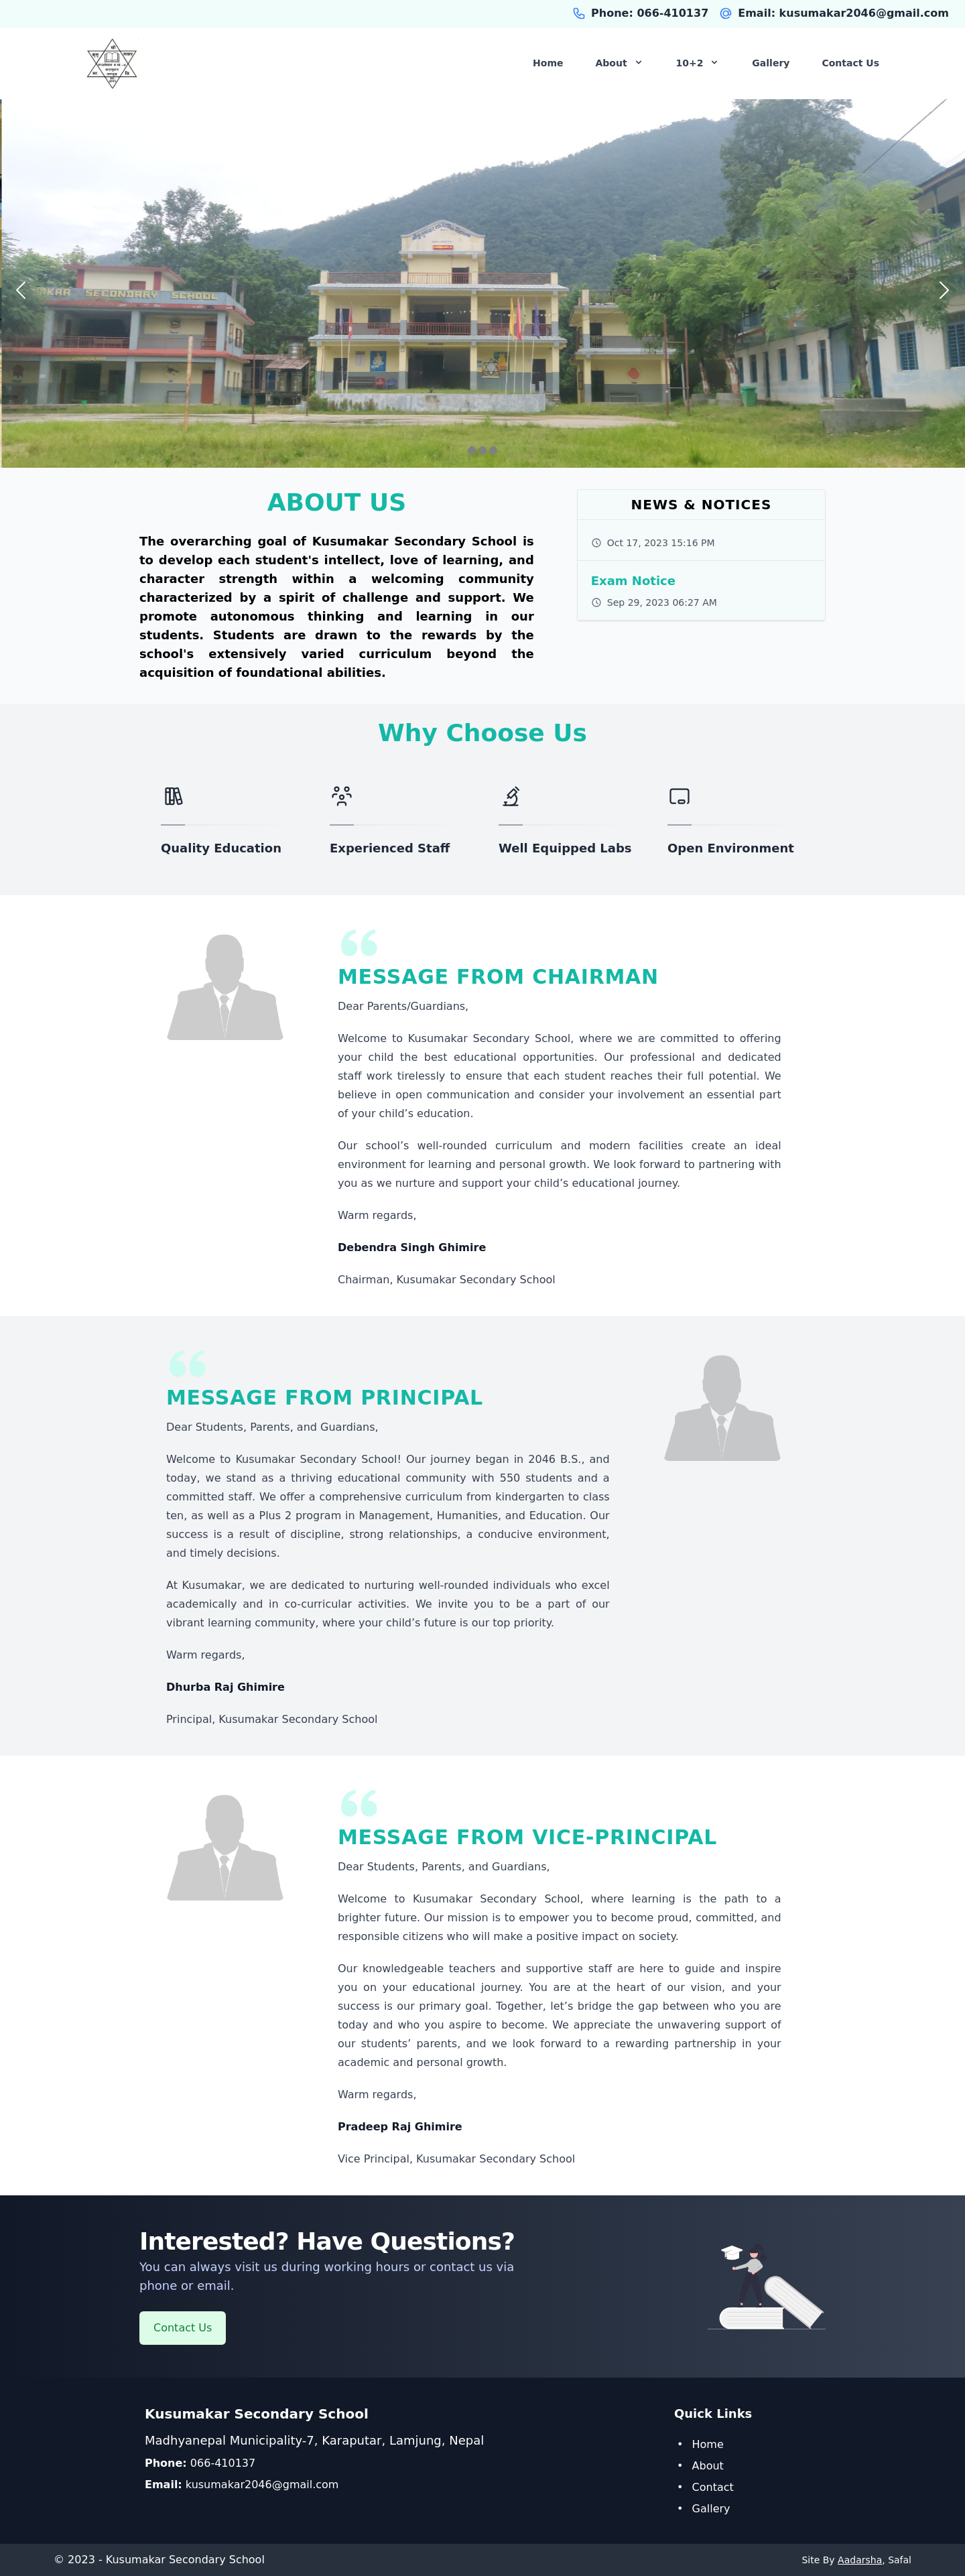 Phone: 066-410137 Email: kusumakar2046@gmail.com
Home About 10+2 Gallery Contact Us
KAR SECONDARY SCHOOL
ABOUT US
The overarching goal of Kusumakar Secondary School is
to develop each student's intellect, love of learning, and
character strength within a welcoming community
characterized by a spirit of challenge and support. We
promote autonomous thinking and learning in our
students. Students are drawn to the rewards by the
school's extensively varied curriculum beyond the
acquisition of foundational abilities.
NEWS & NOTICES
Oct 17, 2023 15:16 PM
Exam Notice
Sep 29, 2023 06:27 AM
Why Choose Us
Quality Education
Experienced Staff
Well Equipped Labs
Open Environment
MESSAGE FROM CHAIRMAN
Dear Parents/Guardians,
Welcome to Kusumakar Secondary School, where we are committed to offering
your child the best educational opportunities. Our professional and dedicated
staff work tirelessly to ensure that each student reaches their full potential. We
believe in open communication and consider your involvement an essential part
of your child’s education.
Our school’s well-rounded curriculum and modern facilities create an ideal
environment for learning and personal growth. We look forward to partnering with
you as we nurture and support your child’s educational journey.
Warm regards,
Debendra Singh Ghimire
Chairman, Kusumakar Secondary School
MESSAGE FROM PRINCIPAL
Dear Students, Parents, and Guardians,
Welcome to Kusumakar Secondary School! Our journey began in 2046 B.S., and
today, we stand as a thriving educational community with 550 students and a
committed staff. We offer a comprehensive curriculum from kindergarten to class
ten, as well as a Plus 2 program in Management, Humanities, and Education. Our
success is a result of discipline, strong relationships, a conducive environment,
and timely decisions.
At Kusumakar, we are dedicated to nurturing well-rounded individuals who excel
academically and in co-curricular activities. We invite you to be a part of our
vibrant learning community, where your child’s future is our top priority.
Warm regards,
Dhurba Raj Ghimire
Principal, Kusumakar Secondary School
MESSAGE FROM VICE-PRINCIPAL
Dear Students, Parents, and Guardians,
Welcome to Kusumakar Secondary School, where learning is the path to a
brighter future. Our mission is to empower you to become proud, committed, and
responsible citizens who will make a positive impact on society.
Our knowledgeable teachers and supportive staff are here to guide and inspire
you on your educational journey. You are at the heart of our vision, and your
success is our primary goal. Together, let’s bridge the gap between who you are
today and who you aspire to become. We appreciate the unwavering support of
our students’ parents, and we look forward to a rewarding partnership in your
academic and personal growth.
Warm regards,
Pradeep Raj Ghimire
Vice Principal, Kusumakar Secondary School
Interested? Have Questions?
You can always visit us during working hours or contact us via
phone or email.
Contact Us
Kusumakar Secondary School
Madhyanepal Municipality-7, Karaputar, Lamjung, Nepal
Phone: 066-410137
Email: kusumakar2046@gmail.com
Quick Links
• Home
• About
• Contact
• Gallery
© 2023 - Kusumakar Secondary School
Site By Aadarsha, Safal